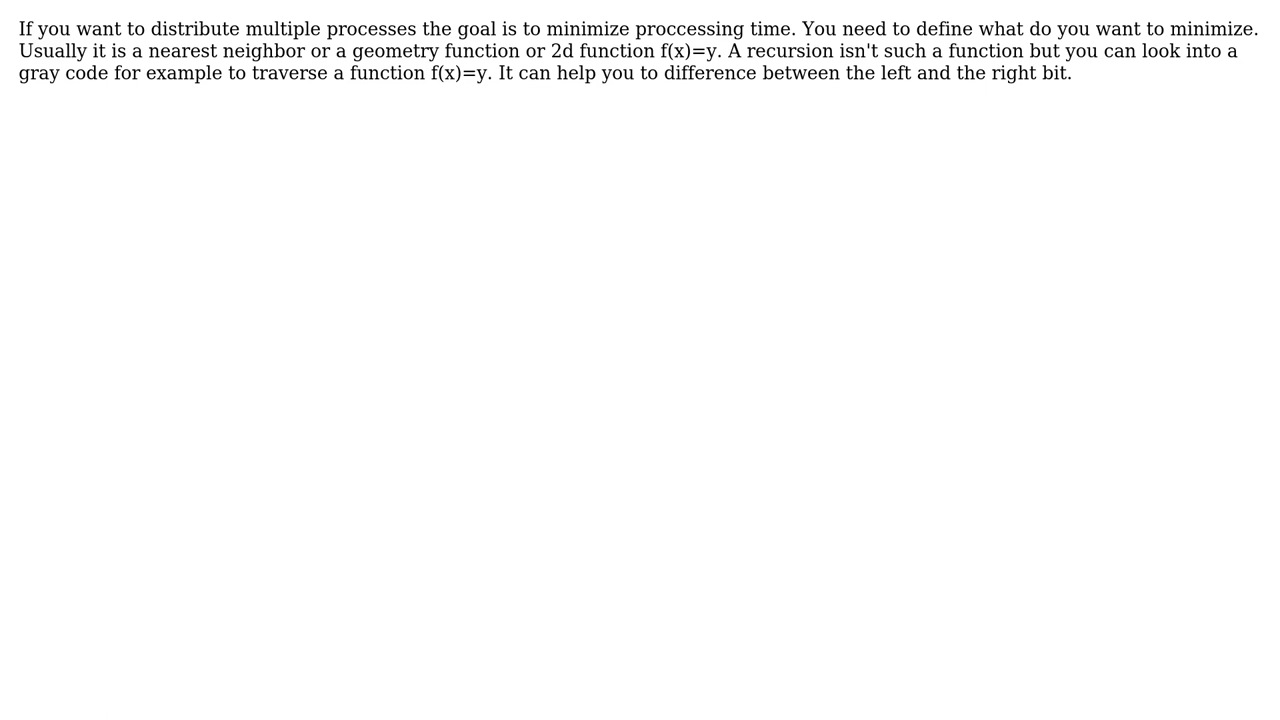 If you want to distribute multiple processes the goal is to minimize proccessing time. You need to define what do you want to minimize.
Usually it is a nearest neighbor or a geometry function or 2d function f(x)=y. A recursion isn't such a function but you can look into a
gray code for example to traverse a function f(x)=y. It can help you to difference between the left and the right bit.